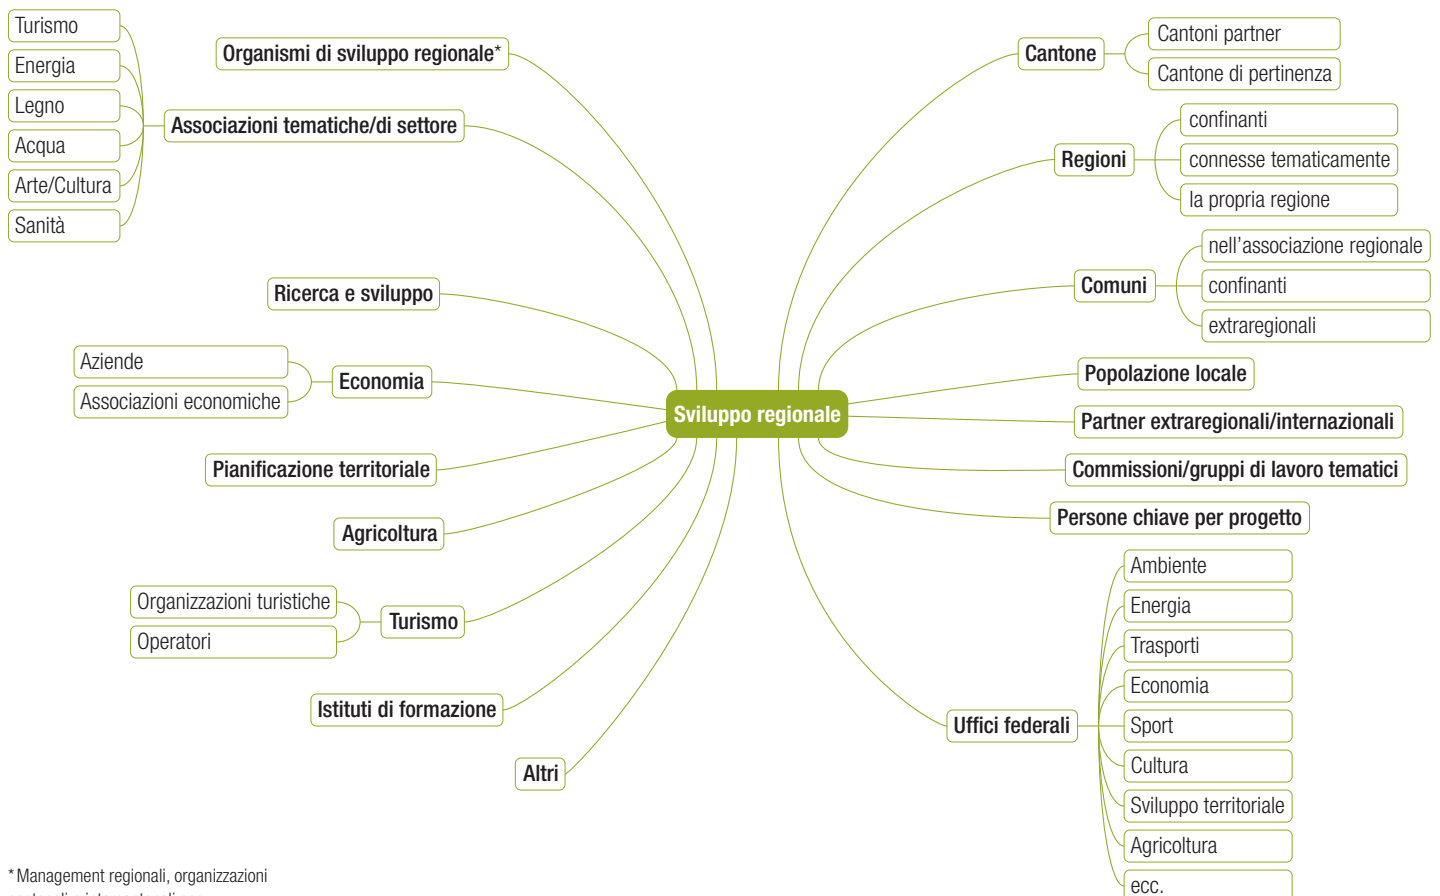 Turismo
Energia
Legno
Acqua
Arte/Cultura
Sanità
Organismi di sviluppo regionale*
Associazioni tematiche/di settore
Ricerca e sviluppo
Aziende
Associazioni economiche
Economia
Pianificazione territoriale
Agricoltura
Organizzazioni turistiche
Operatori
Turismo
Istituti di formazione
Altri
Sviluppo regionale
Cantone
Cantoni partner
Cantone di pertinenza
Regioni
confinanti
connesse tematicamente
la propria regione
Comuni
nell'associazione regionale
confinanti
extraregionali
Popolazione locale
Partner extraregionali/internazionali
Commissioni/gruppi di lavoro tematici
Persone chiave per progetto
Uffici federali
Ambiente
Energia
Trasporti
Economia
Sport
Cultura
Sviluppo territoriale
Agricoltura
ecc.
*Management regionali, organizzazioni